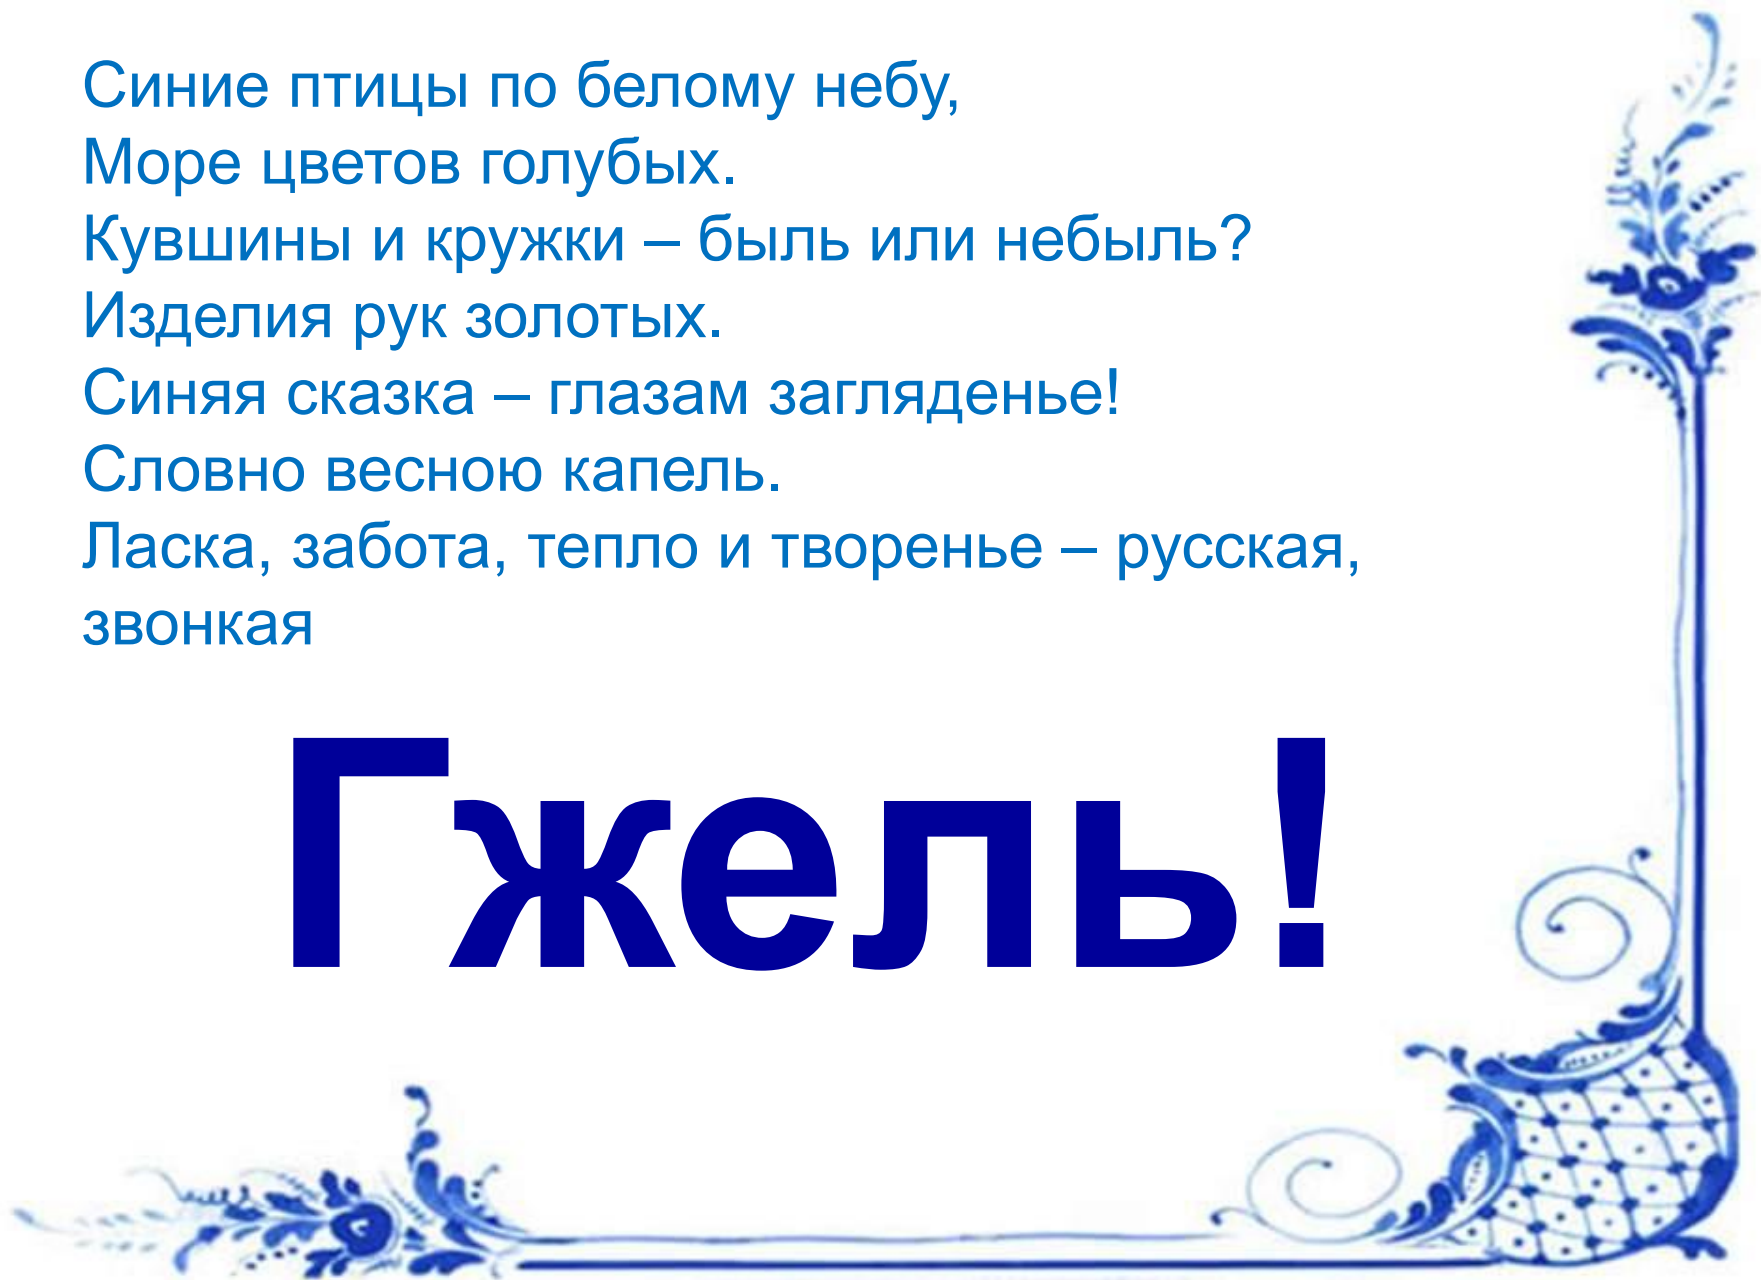 Синие птицы по белому небу,
Море цветов голубых.
Кувшины и кружки – быль или небыль?
Изделия рук золотых.
Синяя сказка – глазам загляденье!
Словно весною капель.
Ласка, забота, тепло и творенье – русская,
звонкая
Гжель!